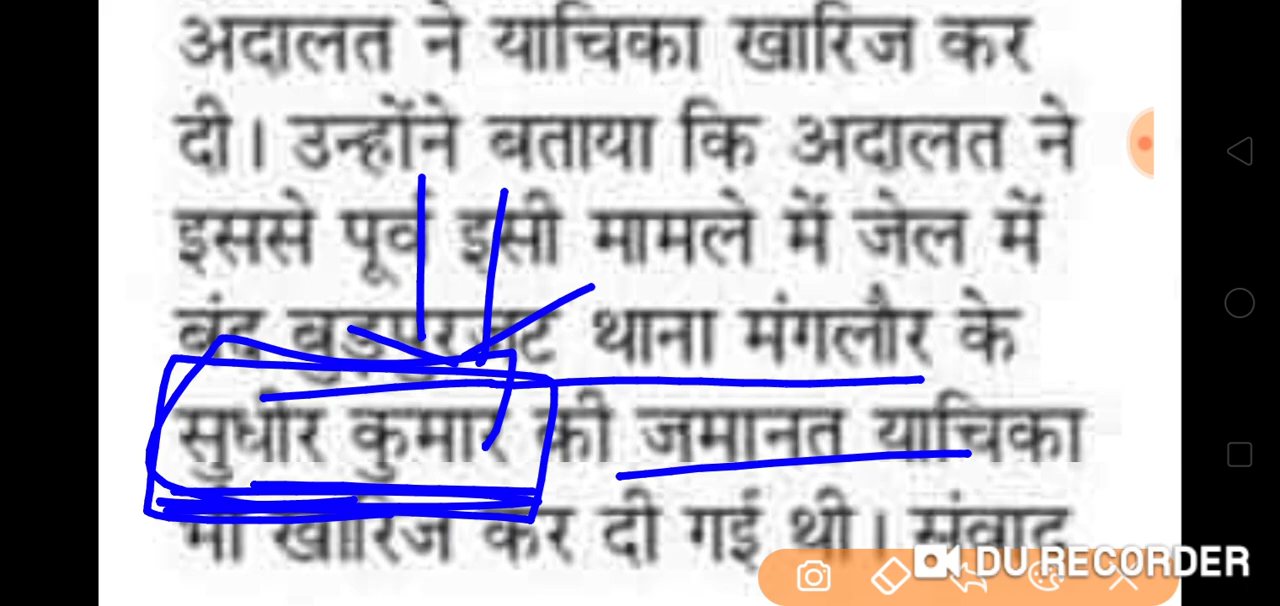 अदालत ने याचिका खारिज कर
दी। उन्होंने बताया कि अदालत ने
इससे पूर्व इसी मामले में जेल में
बंद थाना मंगलौर के
सुधीर कुमार की जमानत याचिका
भी खारिज कर दी गई थी। संवाद
DU RECORDER